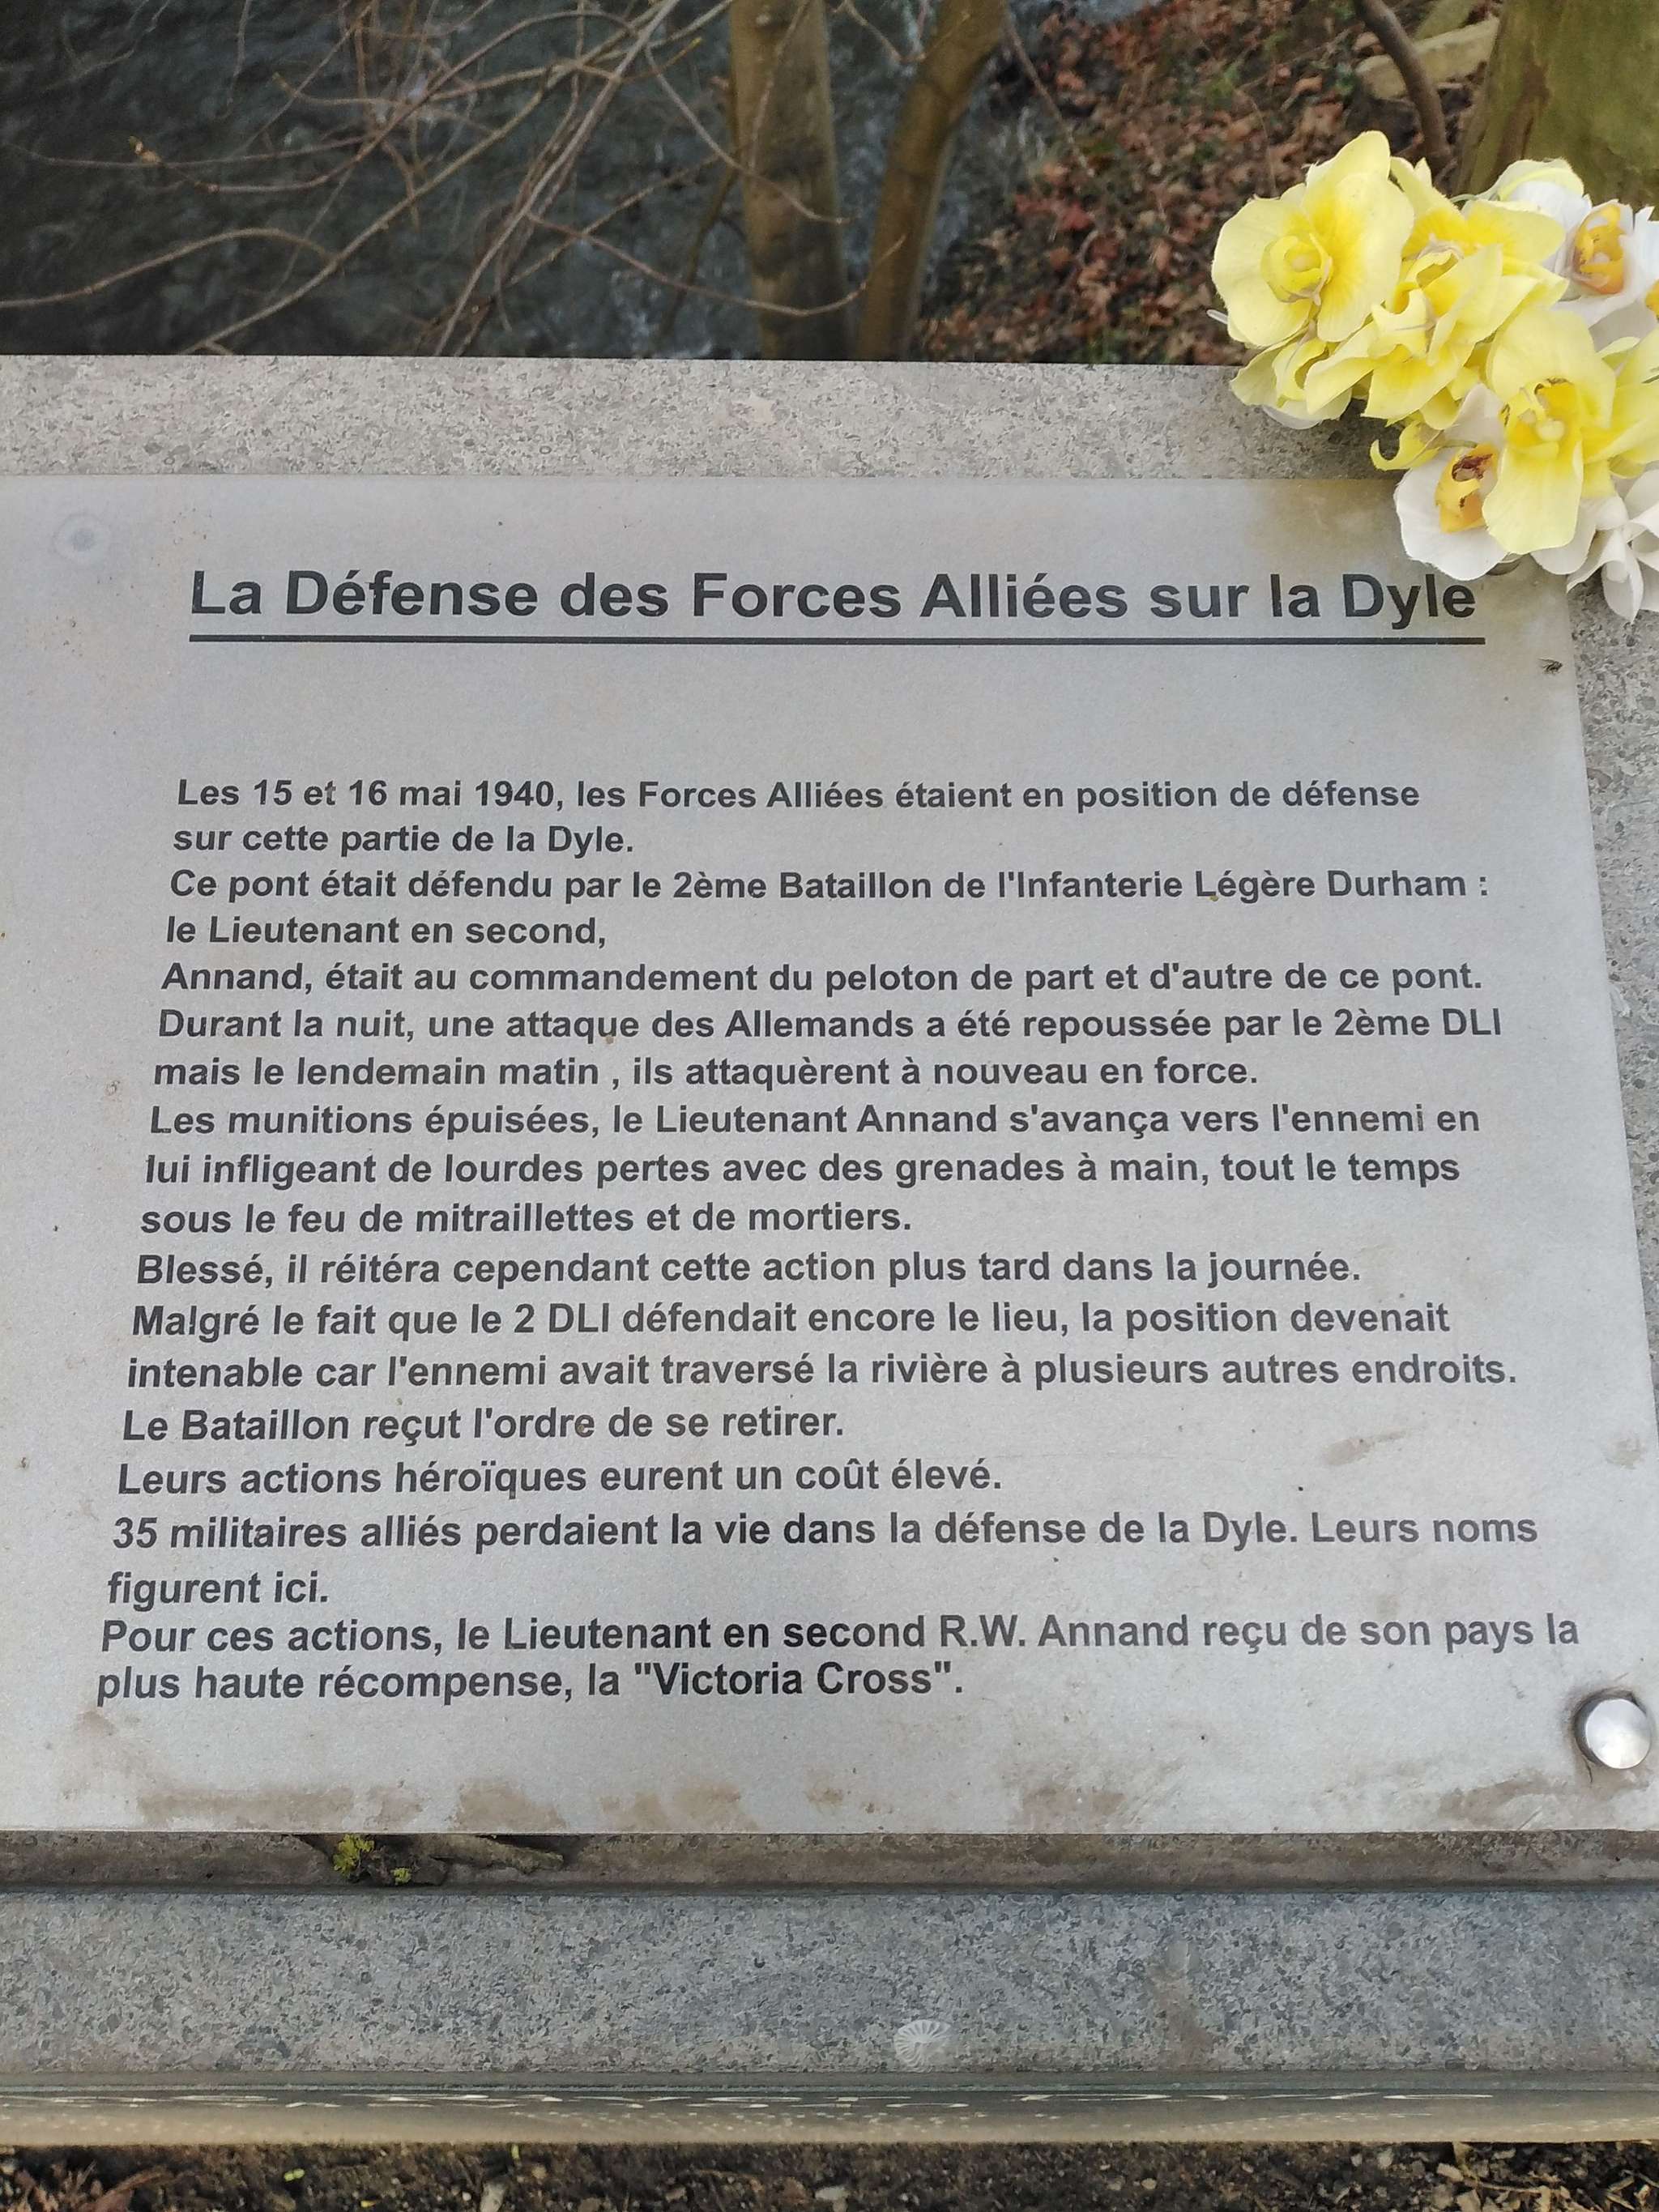 La Défense des Forces Alliées sur la Dyle
Les 15 et 16 mai 1940, les Forces Alliées étaient en position de défense
sur cette partie de la Dyle.
Ce pont était défendu par le 2ème Bataillon de l'Infanterie Légère Durham :
le Lieutenant en second,
Annand, était au commandement du peloton de part et d'autre de ce pont.
Durant la nuit, une attaque des Allemands a été repoussée par le 2ème DLI
mais le lendemain matin , ils attaquèrent à nouveau en force.
Les munitions épuisées, le Lieutenant Annand s'avança vers l'ennemi en
lui infligeant de lourdes pertes avec des grenades à main, tout le temps
sous le feu de mitraillettes et de mortiers.
Blessé, il réitéra cependant cette action plus tard dans la journée.
Malgré le fait que le 2 DLI défendait encore le lieu, la position devenait
intenable car l'ennemi avait traversé la rivière à plusieurs autres endroits.
Le Bataillon reçut l'ordre de se retirer.
Leurs actions héroïques eurent un coût élevé.
35 militaires alliés perdaient la vie dans la défense de la Dyle. Leurs noms
figurent ici.
Pour ces actions, le Lieutenant en second R.W. Annand reçu de son pays la
plus haute récompense, la "Victoria Cross".